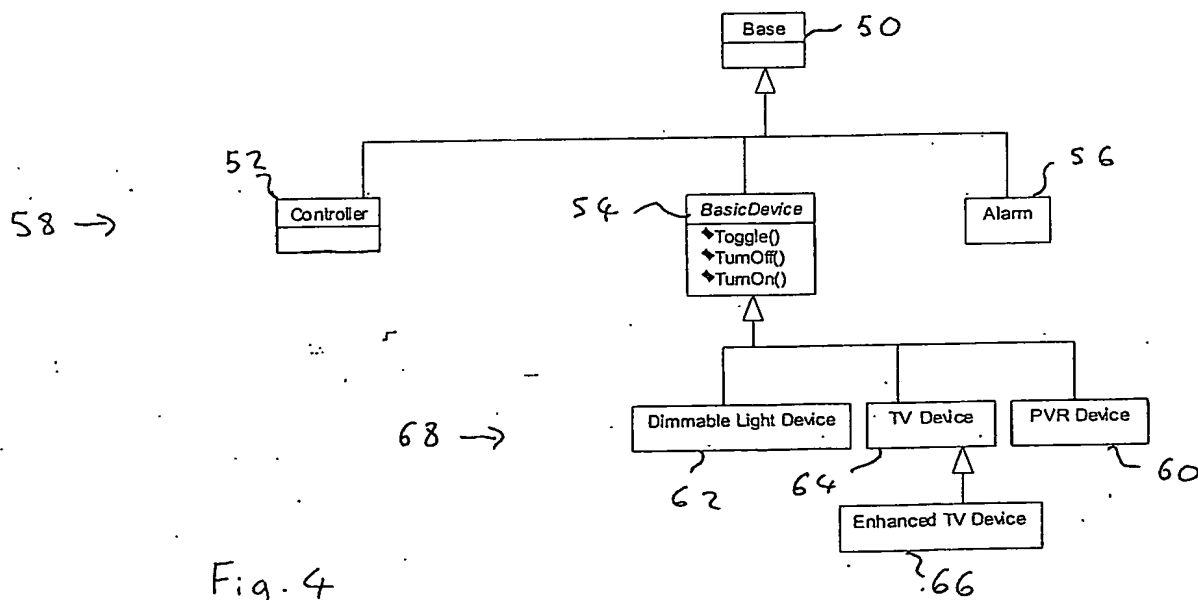 Base
50
52
56
58 →
Controller
54
BasicDevice
Toggle()
TurnOff()
TurnOn()
Alarm
68 →
Dimmable Light Device
TV Device
PVR Device
62
64
60
Enhanced TV Device
66
Fig. 4